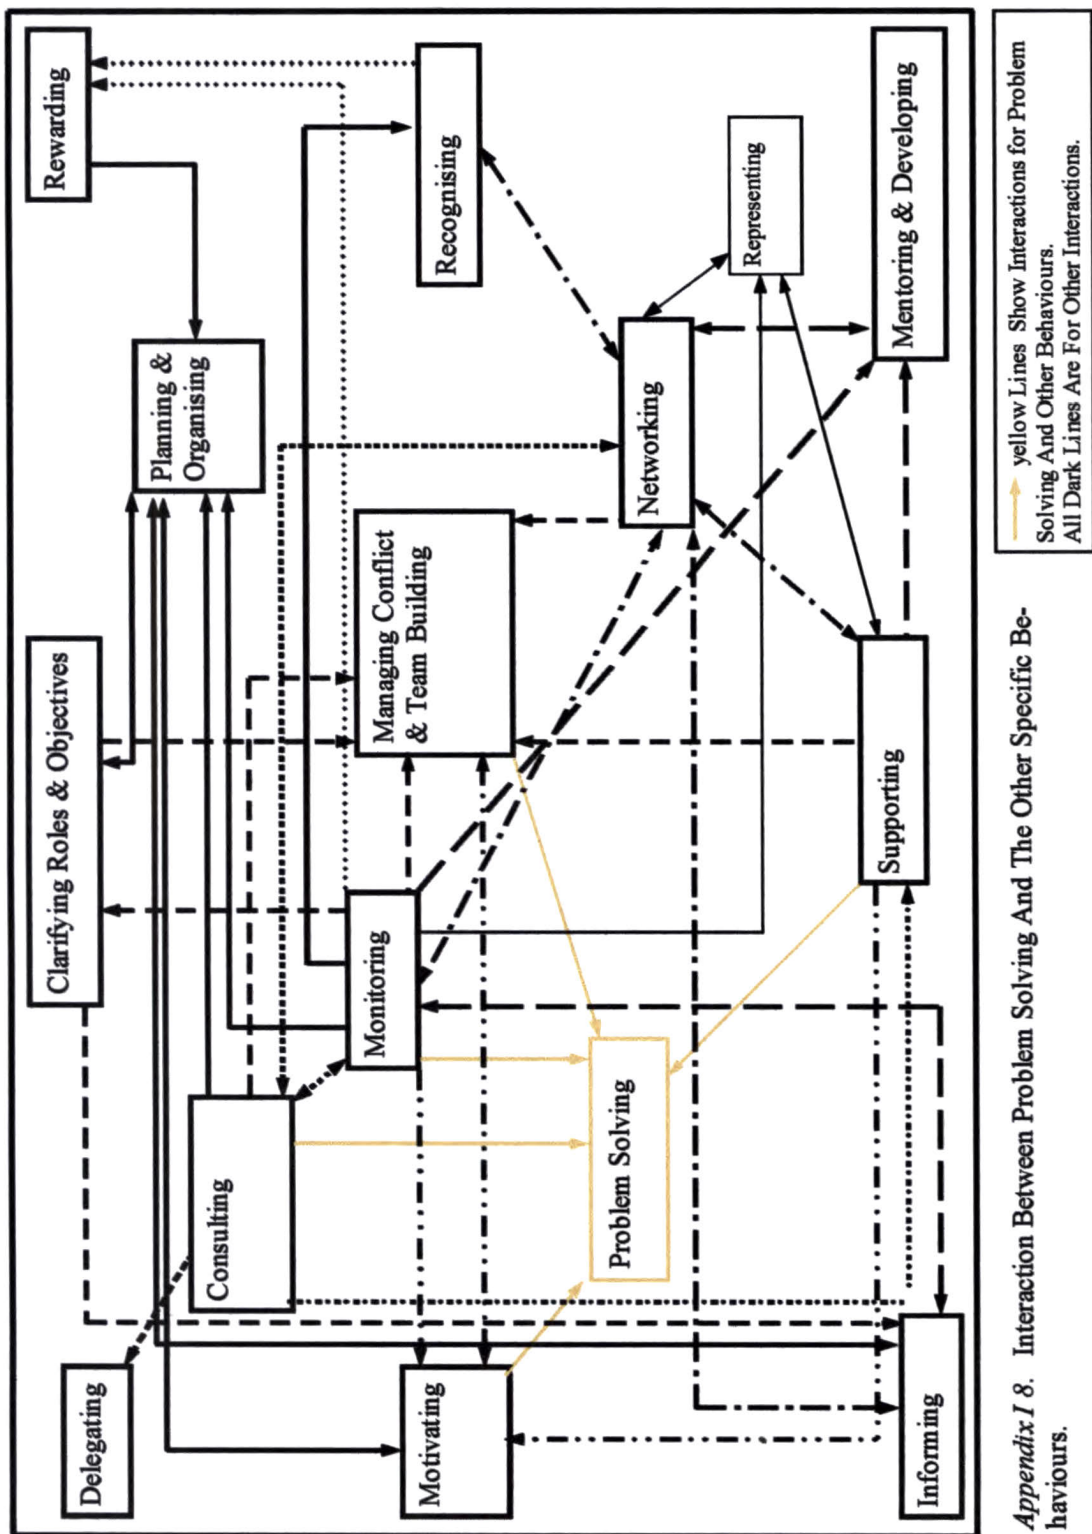 Delegating
Clarifying Roles & Objectives
Rewarding
Planning &
Organising
Consulting
Motivating
Monitoring
Managing Conflict
& Team Building
Recognising
Problem Solving
Networking
Representing
Informing
Supporting
Mentoring & Developing
yellow Lines Show Interactions for Problem
Solving And Other Behaviours.
All Dark Lines Are For Other Interactions.
Appendix I 8. Interaction Between Problem Solving And The Other Specific Be-
haviours.